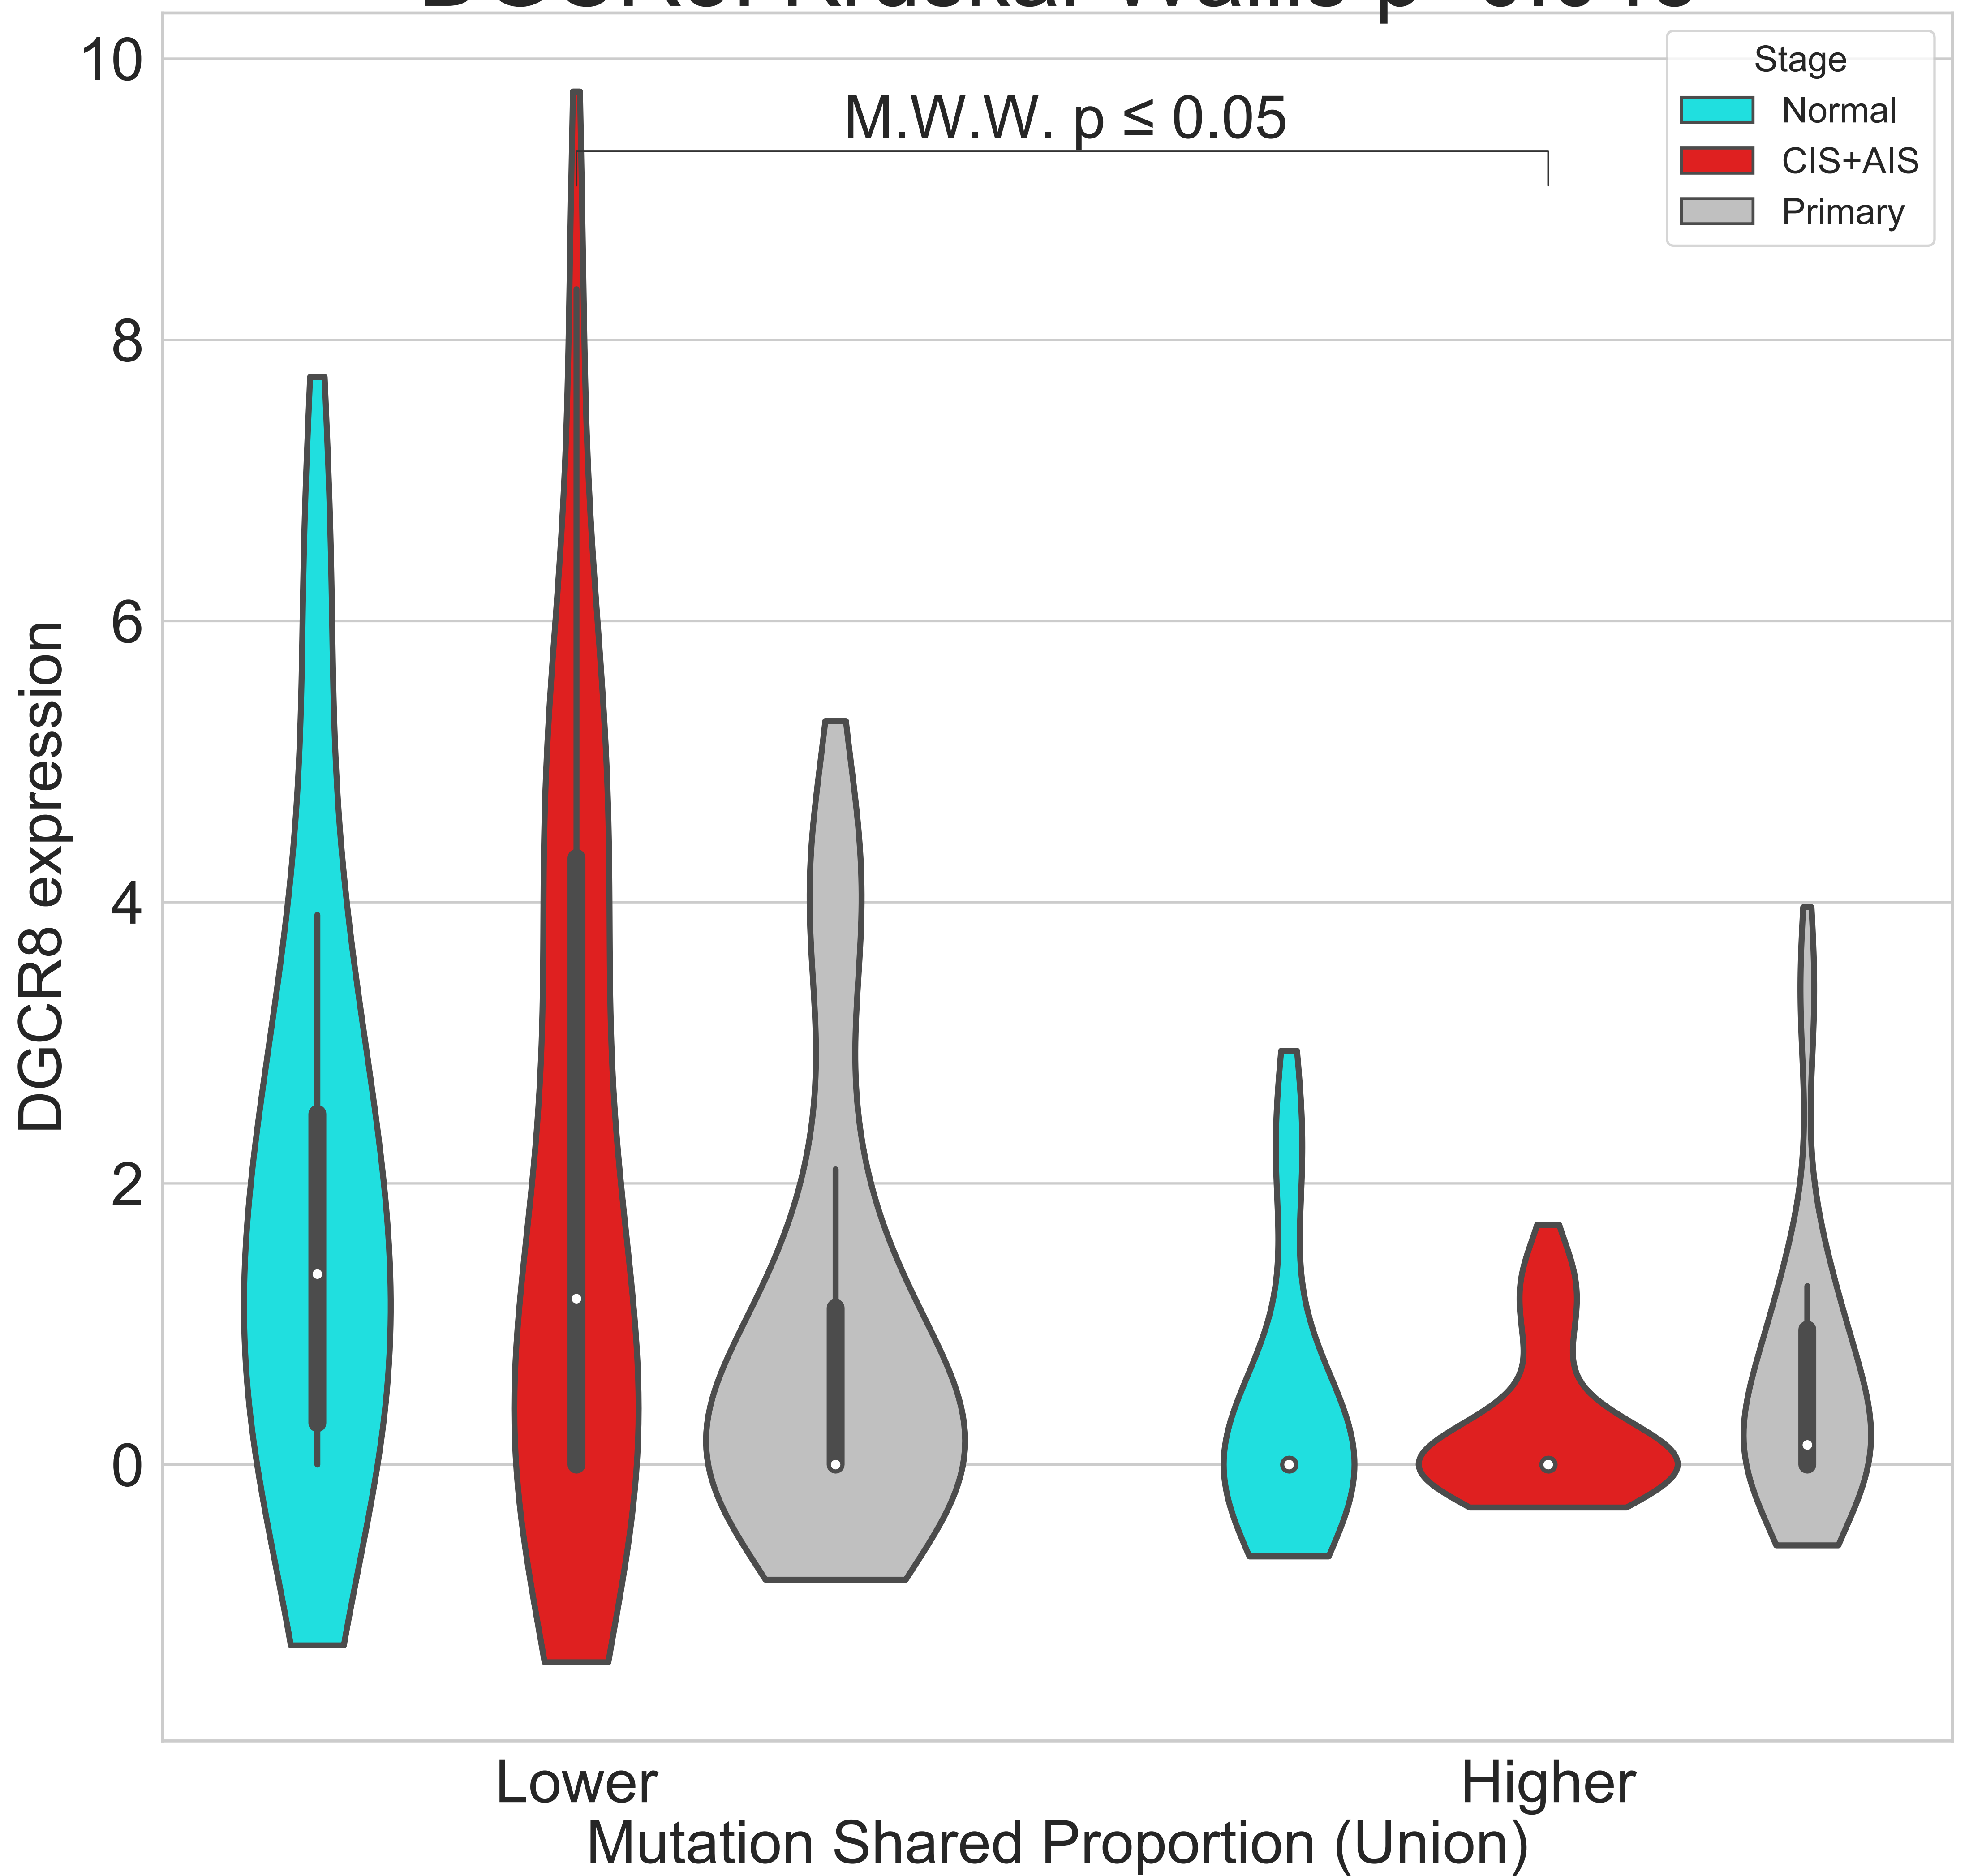 M.W.W. p ≤ 0.05
Stage
Normal
CIS+AIS
Primary
10
8
6
4
2
0
DGCR8 expression
Lower
Higher
Mutation Shared Proportion (Union)